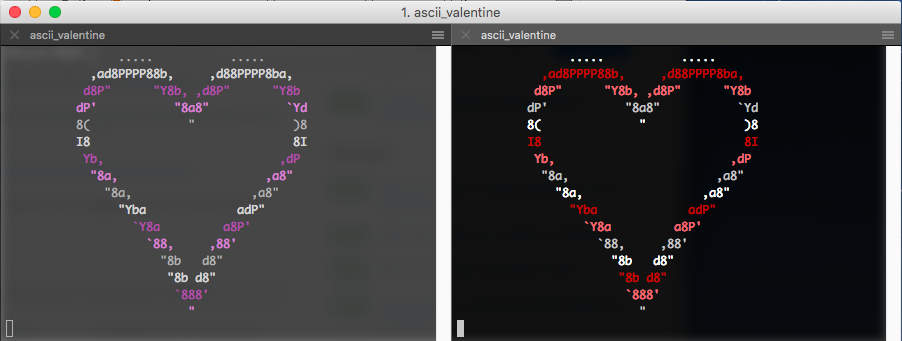 1. ascii_valentine
ascii_valentine
         .....           .....
     ,ad8PPPP88b,     ,d88PPPP8ba,
    d8P"      "Y8b, ,d8P"      "Y8b
   dP'           "8a8"           `Yd
   8(              "              )8
   I8                             8I
    Yb,                         ,dP
     "8a,                     ,a8"
       "8a,                 ,a8"
         "Yba             adP"
           `Y8a         a8P'
             `88,     ,88'
               "8b   d8"
                "8b d8"
                 `888'
                   "
ascii_valentine
         .....           .....
     ,ad8PPPP88b,     ,d88PPPP8ba,
    d8P"      "Y8b, ,d8P"      "Y8b
   dP'           "8a8"           `Yd
   8(              "              )8
   I8                             8I
    Yb,                         ,dP
     "8a,                     ,a8"
       "8a,                 ,a8"
         "Yba             adP"
           `Y8a         a8P'
             `88,     ,88'
               "8b   d8"
                "8b d8"
                 `888'
                   "